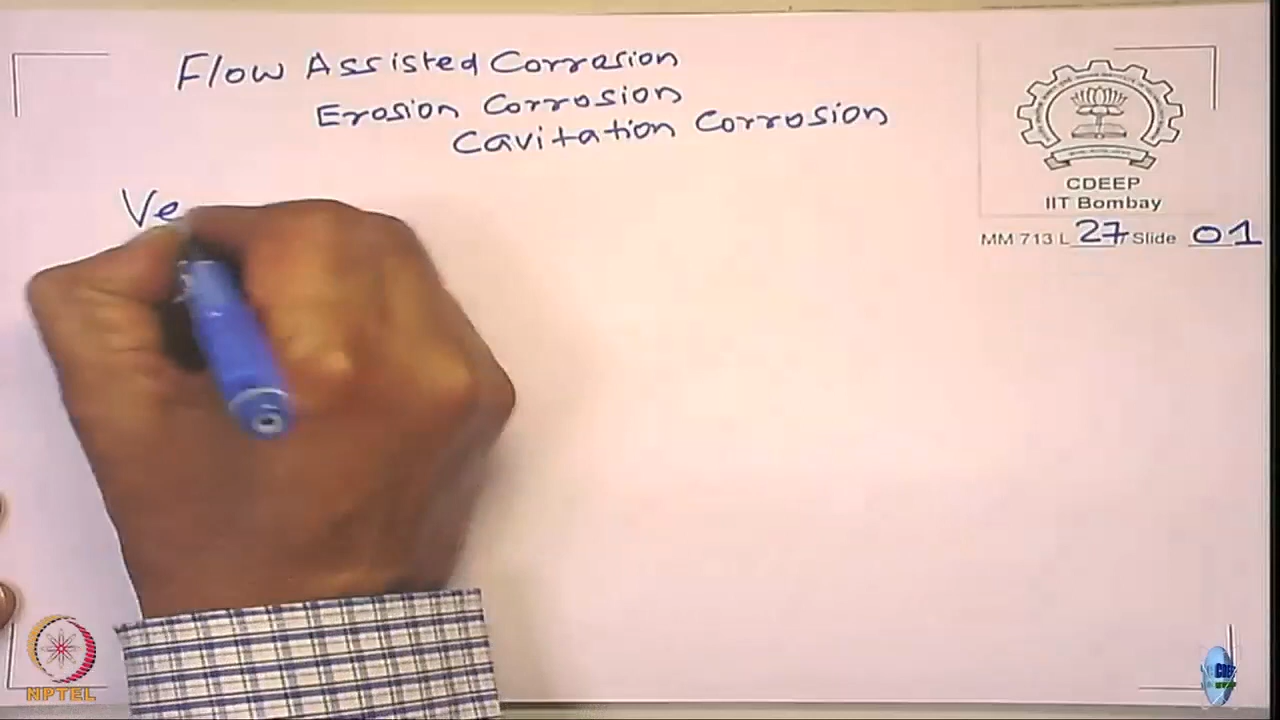 Flow Assisted Corrosion
Erosion Corrosion
Cavitation Corrosion
Ve
CDEEP
IIT Bombay
MM 713 L 27 Slide 01
NPTEL